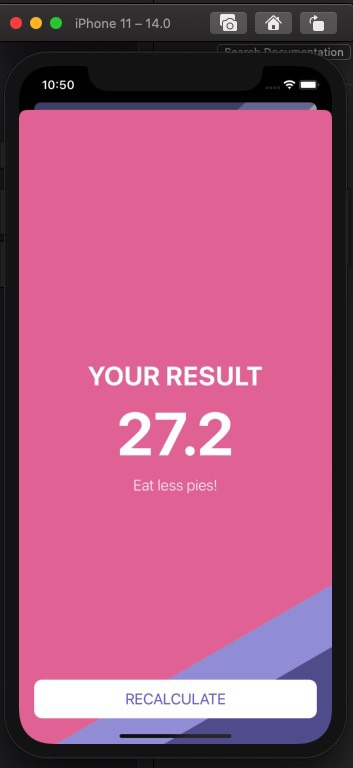 iPhone 11 – 14.0
Search Documentation
10:50
YOUR RESULT
27.2
Eat less pies!
RECALCULATE